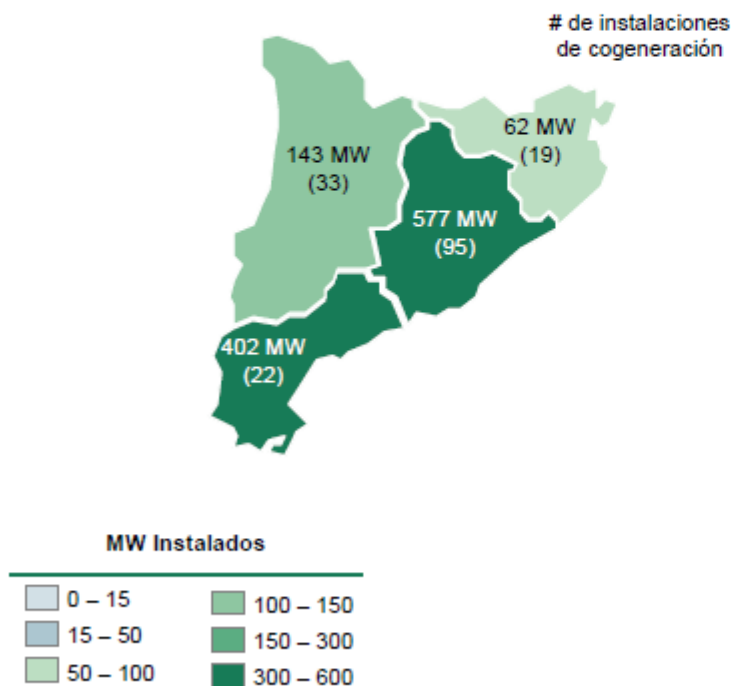 # de instalaciones
de cogeneración
62 MW
(19)
143 MW
(33)
577 MW
(95)
402 MW
(22)
MW Instalados
0 – 15
15 – 50
50 – 100
100 – 150
150 – 300
300 – 600